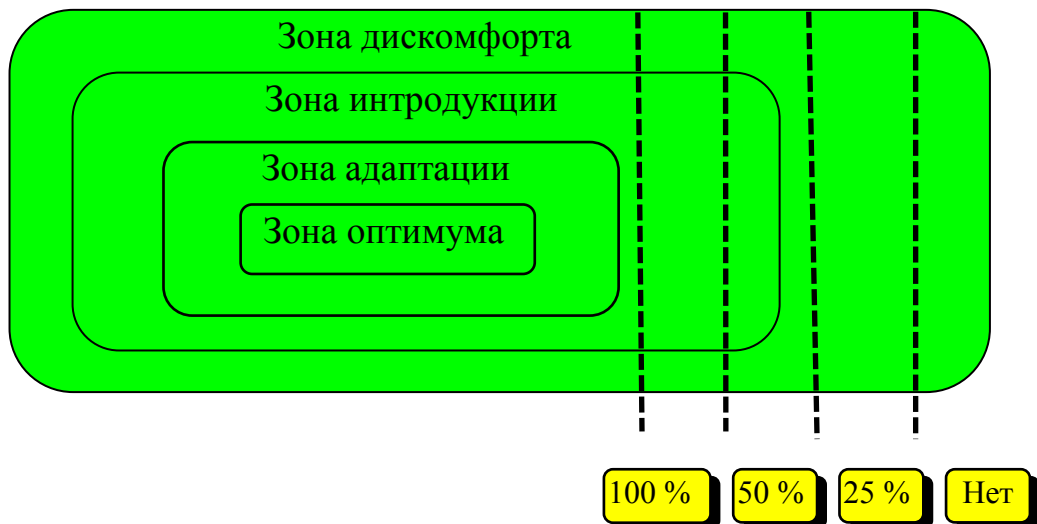 Зона дискомфорта
Зона интродукции
Зона адаптации
Зона оптимума
100 %
50 %
25 %
Нет